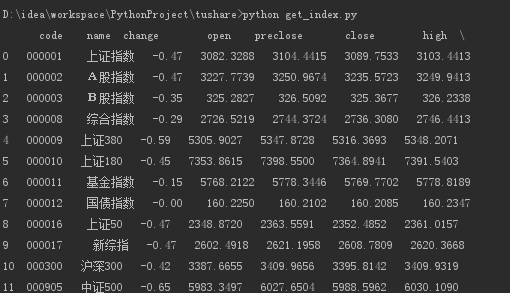 D:\idea\workspace\PythonProject\tushare>python get_index.py
code name change open preclose close high \
0 000001 上证指数 -0.47 3082.3288 3104.4415 3089.7533 3103.4413
1 000002 A股指数 -0.47 3227.7739 3250.9674 3235.5723 3249.9413
2 000003 B股指数 -0.35 325.2827 326.5092 325.3677 326.2338
3 000008 综合指数 -0.29 2726.5219 2744.3724 2736.3080 2746.4413
4 000009 上证380 -0.59 5305.9027 5347.8728 5316.3693 5348.2071
5 000010 上证180 -0.45 7353.8615 7398.5500 7364.8941 7391.5403
6 000011 基金指数 -0.15 5768.2122 5778.3446 5769.7702 5778.8189
7 000012 国债指数 -0.00 160.2250 160.2102 160.2085 160.2347
8 000016 上证50 -0.47 2348.8720 2363.5591 2352.4852 2361.0157
9 000017 新综指 -0.47 2602.4918 2621.1958 2608.7809 2620.3668
10 000300 沪深300 -0.42 3387.6655 3409.9656 3395.8142 3409.9319
11 000905 中证500 -0.65 5983.3497 6027.6504 5988.5962 6030.1090